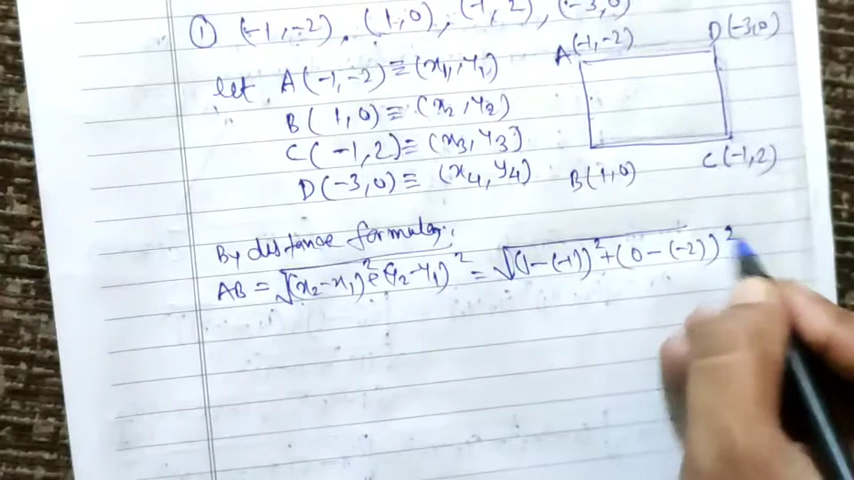 ① (-1,-2), (1,0), (-1,2), (-3,0)
let A(-1,-2)≡(x₁,y₁)
B(1,0)≡(x₂,y₂)
C(-1,2)≡(x₃,y₃)
D(-3,0)≡(x₄,y₄)
A(-1,-2)
D(-3,0)
B(1,0)
C(-1,2)
By distance formula,
AB = √(x₂-x₁)² + (y₂-y₁)² = √(1-(-1))²+(0-(-2))²